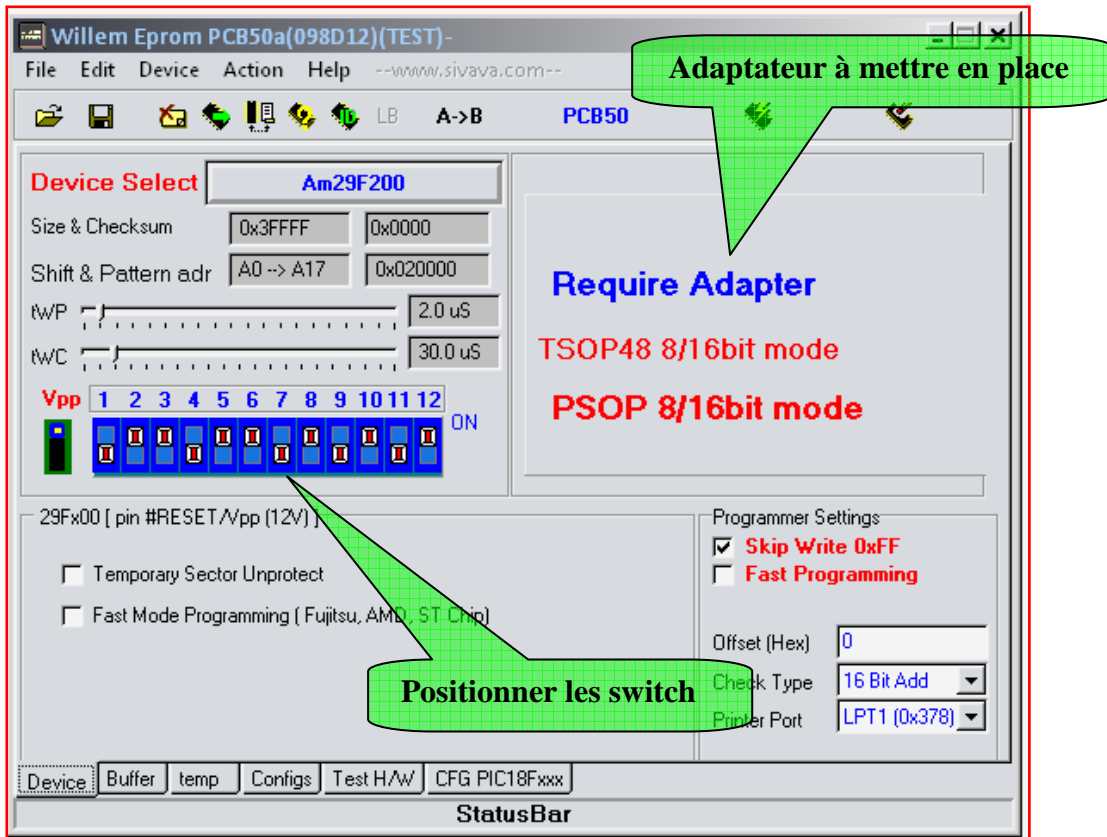 Willem Eprom PCB50a(098D12)(TEST)-
File Edit Device Action Help --www.sivava.com--
Adaptateur à mettre en place
LB A->B PCB50
Device Select Am29F200
Size & Checksum 0x3FFFF 0x0000
Shift & Pattern adr A0 --> A17 0x020000
tWP 2.0 uS
tWC 30.0 uS
Vpp 1 2 3 4 5 6 7 8 9 10 11 12
ON
Require Adapter
TSOP48 8/16bit mode
PSOP 8/16bit mode
29Fx00 [ pin #RESET/Vpp (12V) ]
Temporary Sector Unprotect
Fast Mode Programming ( Fujitsu, AMD, ST Chip)
Positionner les switch
Programmer Settings
Skip Write 0xFF
Fast Programming
Offset (Hex) 0
Check Type 16 Bit Add
Printer Port LPT1 (0x378)
Device Buffer temp Configs Test H/W CFG PIC18Fxxx
StatusBar